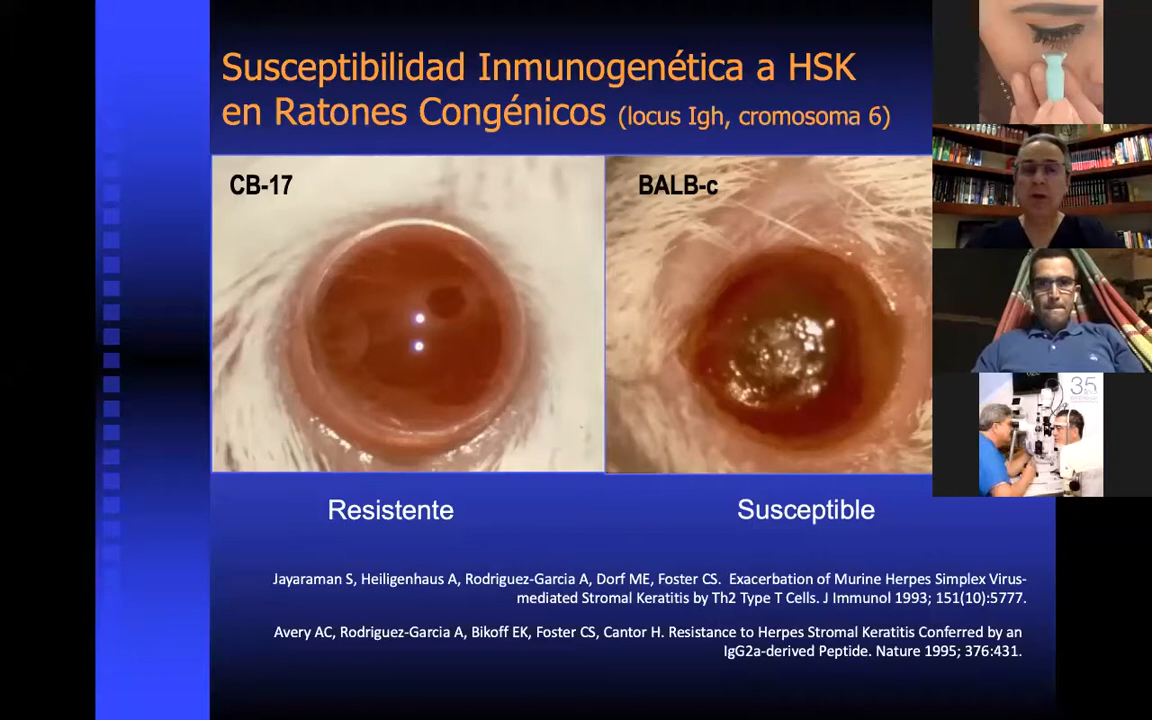 Susceptibilidad Inmunogenética a HSK
en Ratones Congénicos (locus Igh, cromosoma 6)
CB-17
BALB-c
35
Resistente
Susceptible
Jayaraman S, Heiligenhaus A, Rodriguez-Garcia A, Dorf ME, Foster CS. Exacerbation of Murine Herpes Simplex Virus-
mediated Stromal Keratitis by Th2 Type T Cells. J Immunol 1993; 151(10):5777.
Avery AC, Rodriguez-Garcia A, Bikoff EK, Foster CS, Cantor H. Resistance to Herpes Stromal Keratitis Conferred by an
IgG2a-derived Peptide. Nature 1995; 376:431.